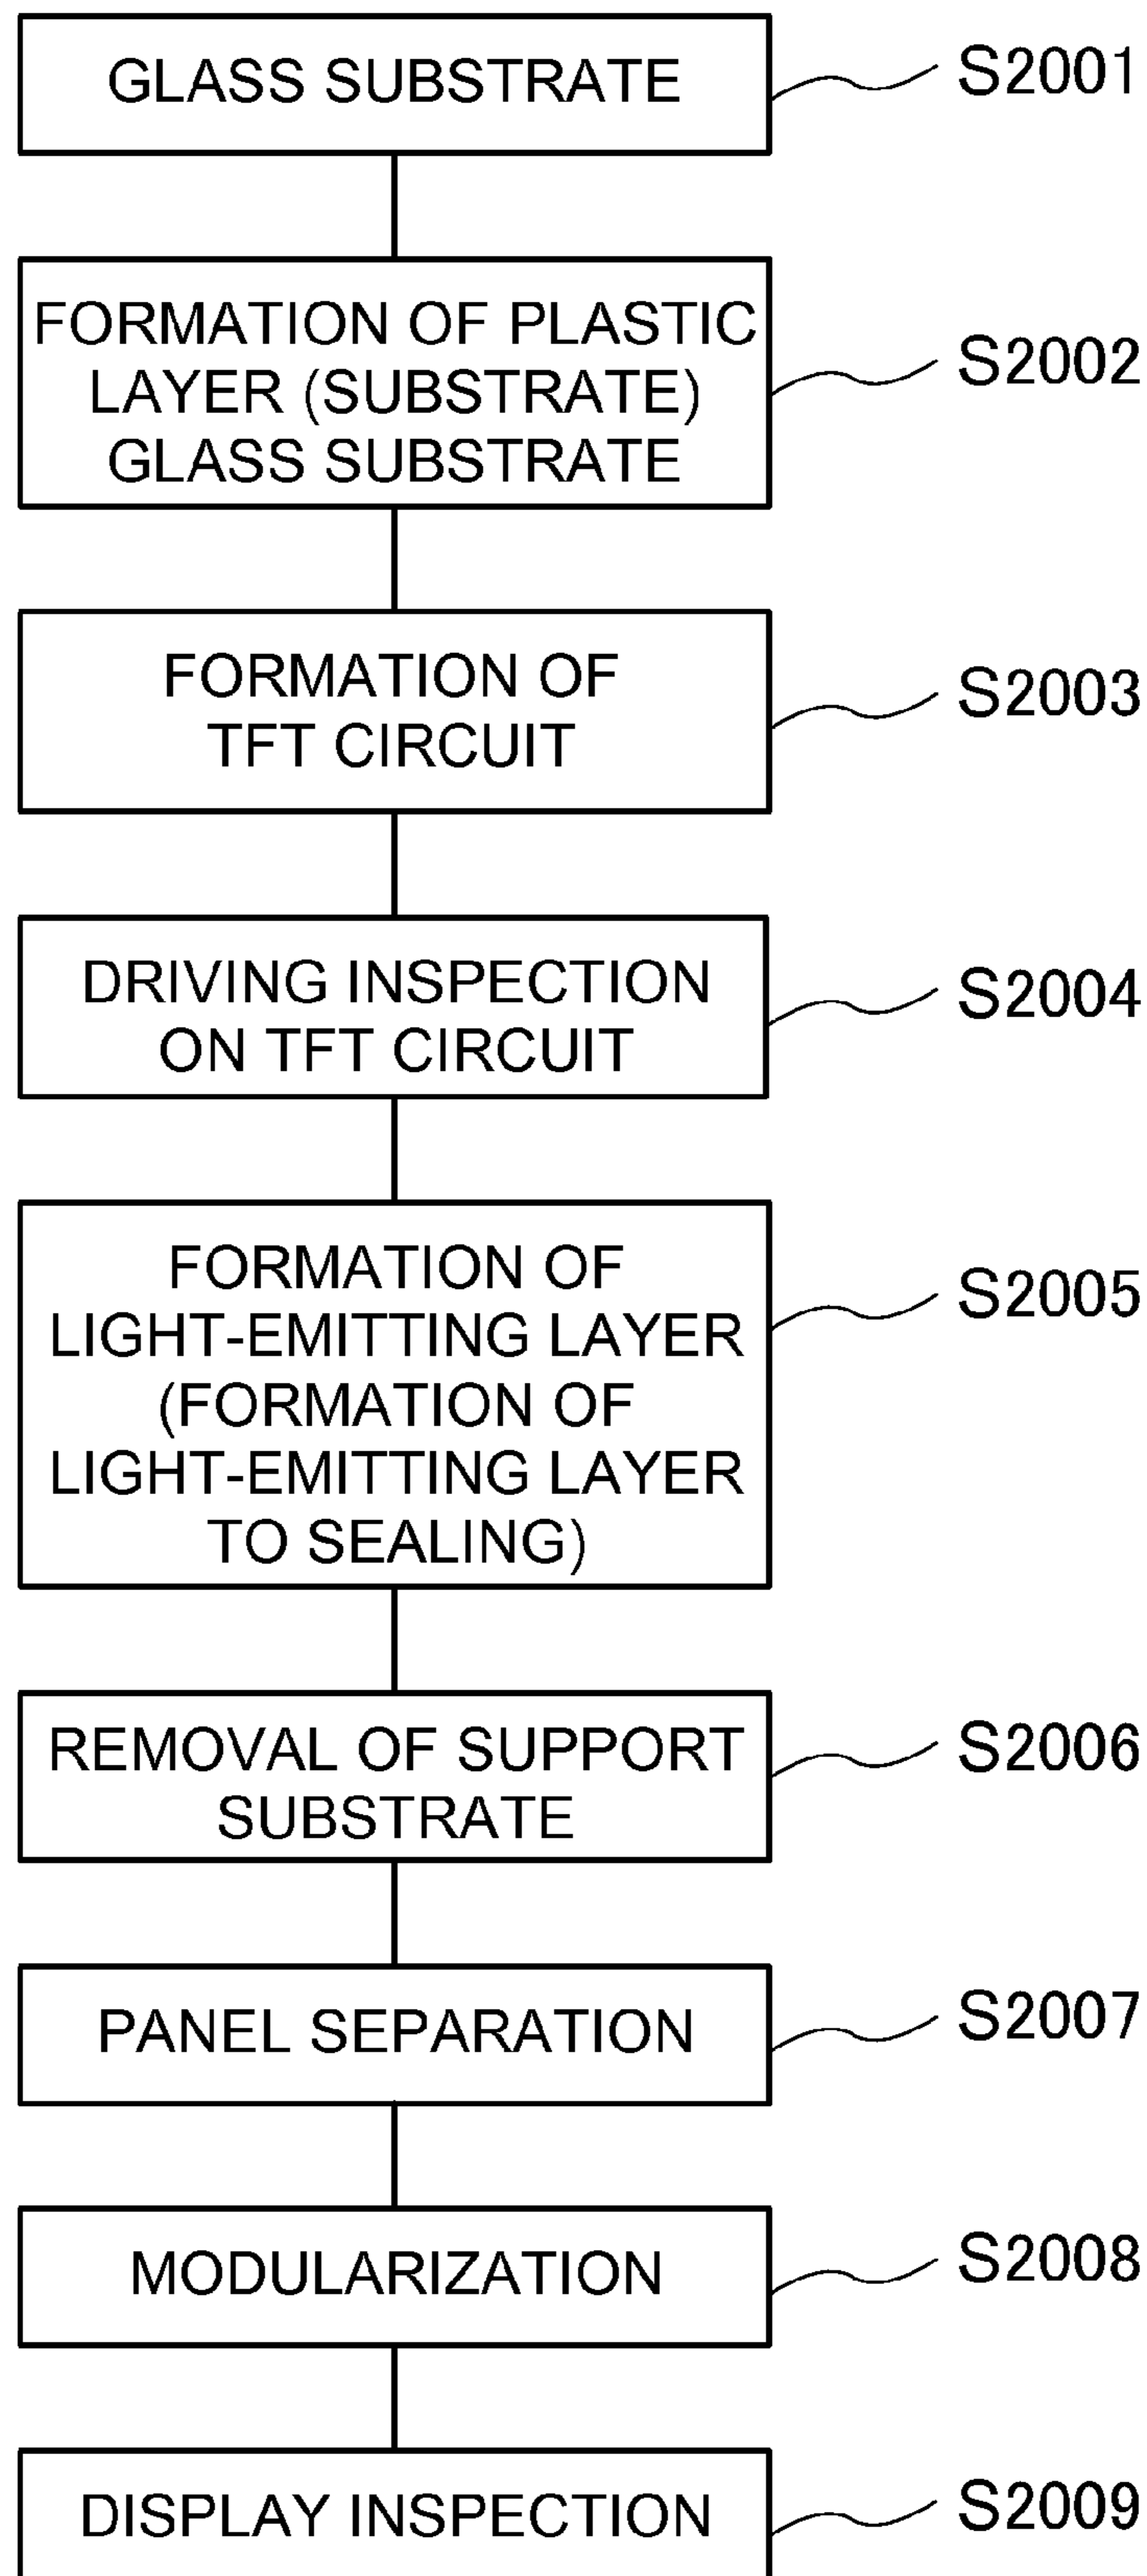 GLASS SUBSTRATE
S2001
FORMATION OF PLASTIC
LAYER (SUBSTRATE)
GLASS SUBSTRATE
S2002
FORMATION OF
TFT CIRCUIT
S2003
DRIVING INSPECTION
ON TFT CIRCUIT
S2004
FORMATION OF
LIGHT-EMITTING LAYER
(FORMATION OF
LIGHT-EMITTING LAYER
TO SEALING)
S2005
REMOVAL OF SUPPORT
SUBSTRATE
S2006
PANEL SEPARATION
S2007
MODULARIZATION
S2008
DISPLAY INSPECTION
S2009